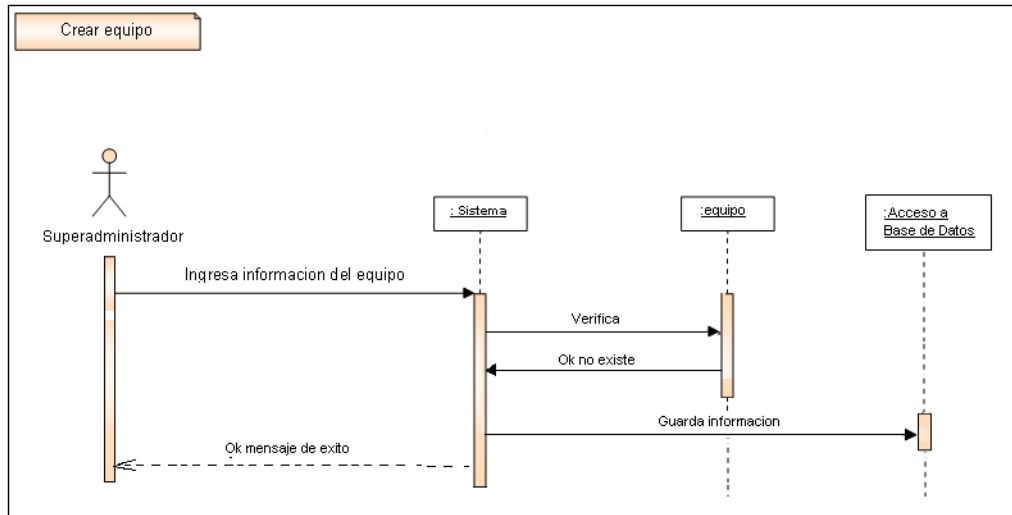 Crear equipo
: Sistema
:equipo
:Acceso a
Base de Datos
Superadministrador
Ingresa informacion del equipo
Verifica
Ok no existe
Guarda informacion
Ok mensaje de exito